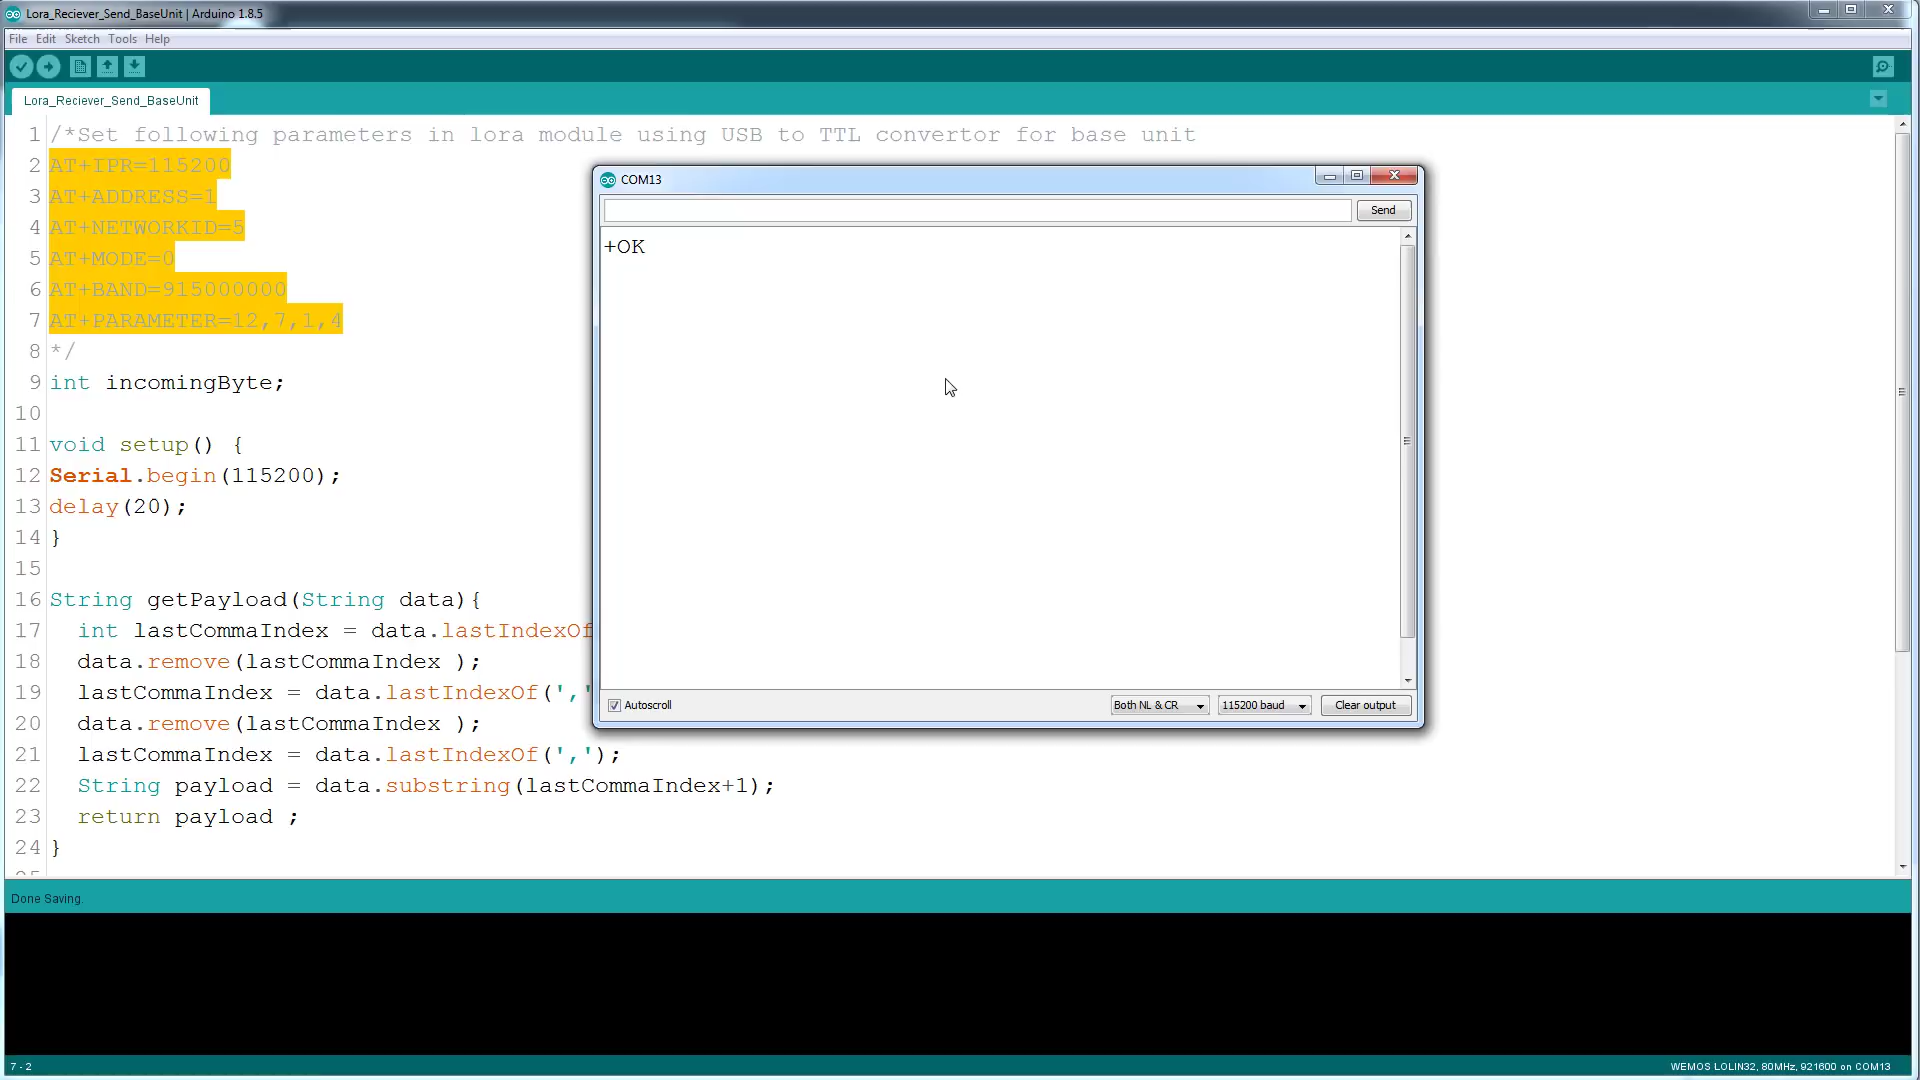 Lora_Reciever_Send_BaseUnit | Arduino 1.8.5
File Edit Sketch Tools Help
Lora_Reciever_Send_BaseUnit
1 /*Set following parameters in lora module using USB to TTL convertor for base unit
2 AT+IPR=115200
3 AT+ADDRESS=1
4 AT+NETWORKID=5
5 AT+MODE=0
6 AT+BAND=915000000
7 AT+PARAMETER=12,7,1,4
8 */
9 int incomingByte;
10
11 void setup() {
12 Serial.begin(115200);
13 delay(20);
14 }
15
16 String getPayload(String data){
17 int lastCommaIndex = data.lastIndexOf
18 data.remove(lastCommaIndex );
19 lastCommaIndex = data.lastIndexOf(','
20 data.remove(lastCommaIndex );
21 lastCommaIndex = data.lastIndexOf(',');
22 String payload = data.substring(lastCommaIndex+1);
23 return payload ;
24 }
COM13
Send
+OK
Autoscroll
Both NL & CR
115200 baud
Clear output
Done Saving.
7 - 2
WEMOS LOLIN32, 80MHz, 921600 on COM13